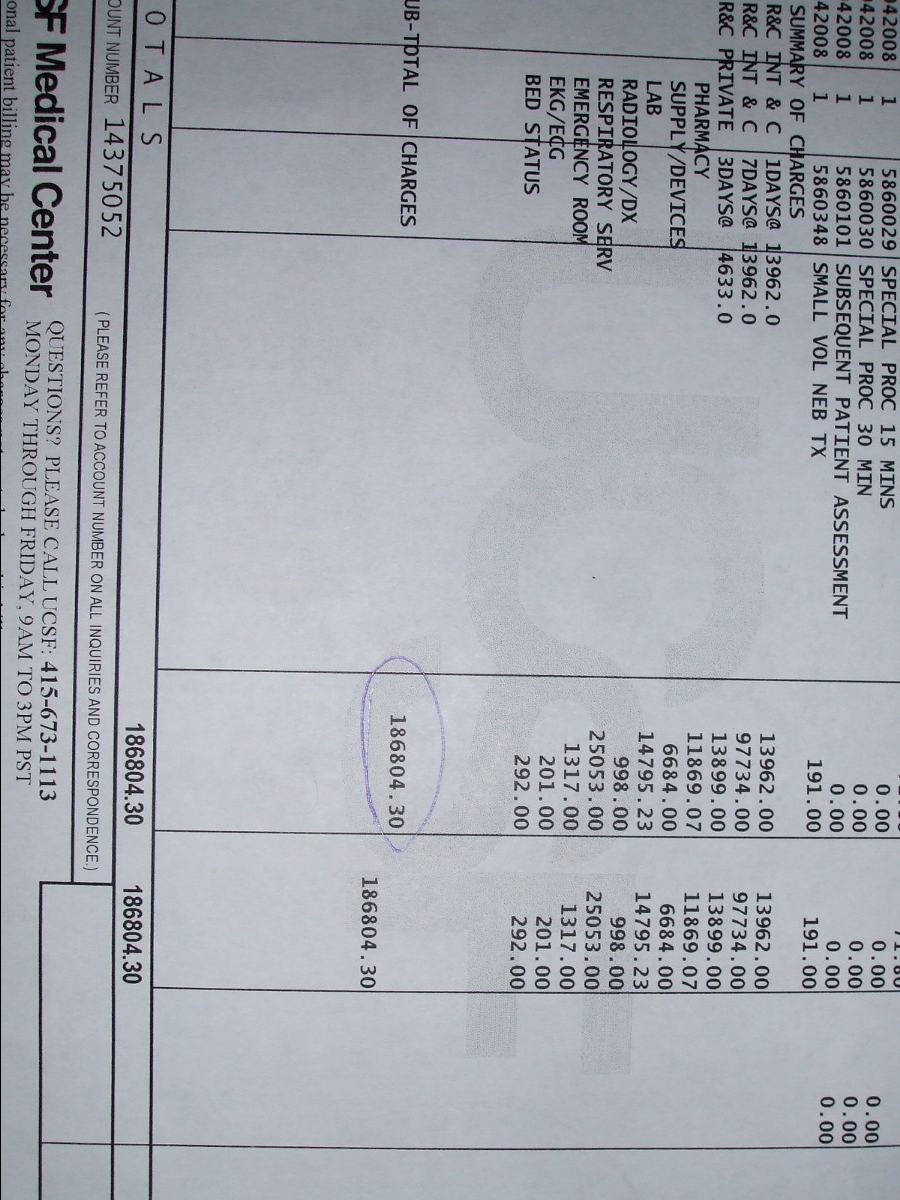 042008 1 5860029 SPECIAL PROC 15 MINS 0.00 0.00 0.00
042008 1 5860030 SPECIAL PROC 30 MIN 0.00 0.00 0.00
042008 1 5860101 SUBSEQUENT PATIENT ASSESSMENT 0.00 0.00 0.00
042008 1 5860348 SMALL VOL NEB TX 191.00 191.00
SUMMARY OF CHARGES
R&C INT & C 1DAYS@ 13962.0 13962.00 13962.00
R&C INT & C 7DAYS@ 13962.0 97734.00 97734.00
R&C PRIVATE 3DAYS@ 4633.0 13899.00 13899.00
PHARMACY 11869.07 11869.07
SUPPLY/DEVICES 6684.00 6684.00
LAB 14795.23 14795.23
RADIOLOGY/DX 998.00 998.00
RESPIRATORY SERV 25053.00 25053.00
EMERGENCY ROOM 1317.00 1317.00
EKG/ECG 201.00 201.00
BED STATUS 292.00 292.00
UB-TOTAL OF CHARGES 186804.30 186804.30
OTALS 186804.30 186804.30
OUNT NUMBER 14375052 (PLEASE REFER TO ACCOUNT NUMBER ON ALL INQUIRIES AND CORRESPONDENCE.)
SF Medical Center QUESTIONS? PLEASE CALL UCSF: 415-673-1113
MONDAY THROUGH FRIDAY, 9AM TO 3PM PST
onal patient billing may be necessary for any
UCSF